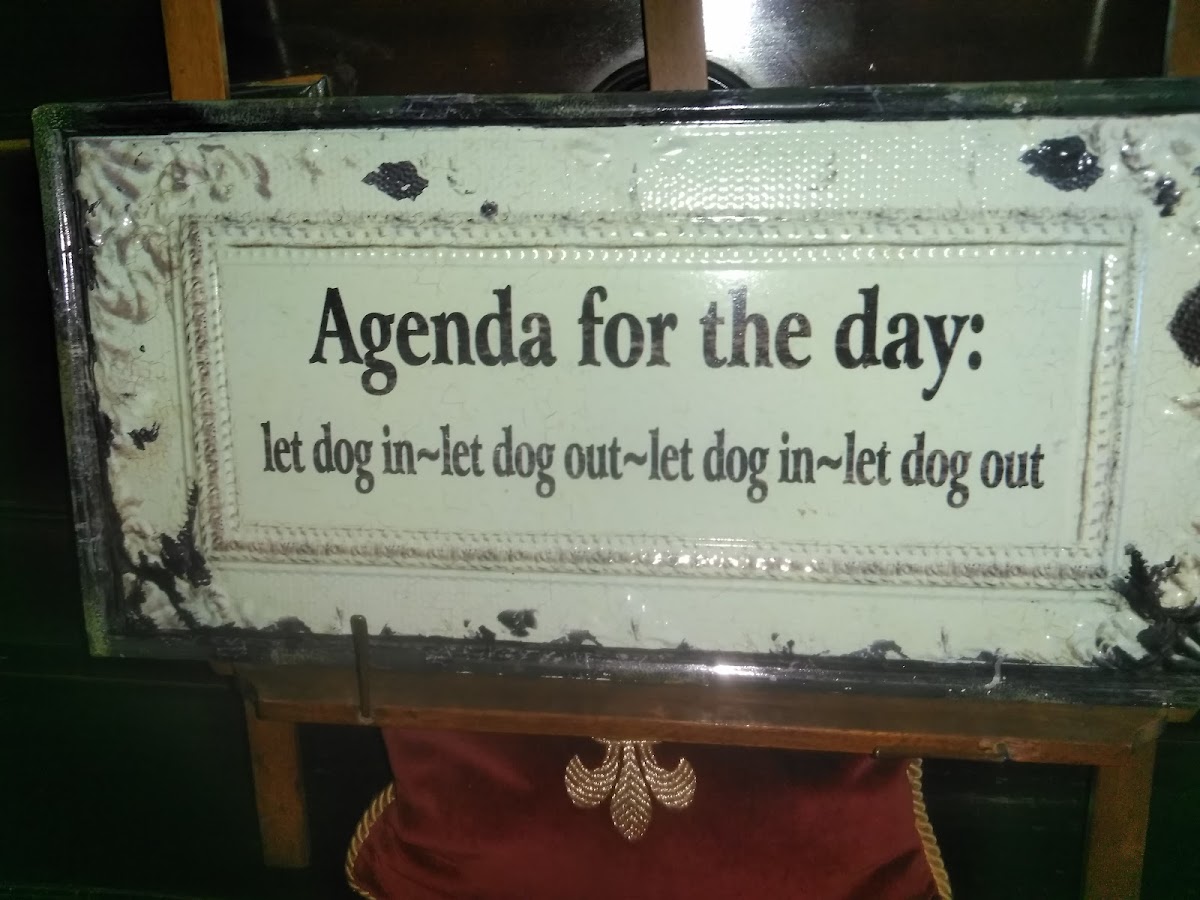 Agenda for the day:
let dog in~let dog out~let dog in~let dog out